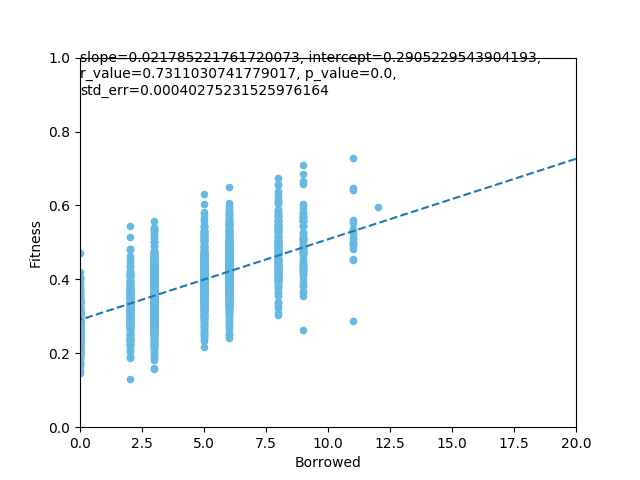 slope=0.021785221761720073, intercept=0.2905229543904193,
r_value=0.7311030741779017, p_value=0.0,
std_err=0.00040275231525976164
1.0
0.8
0.6
0.4
0.2
0.0
Fitness
0.0 2.5 5.0 7.5 10.0 12.5 15.0 17.5 20.0
Borrowed